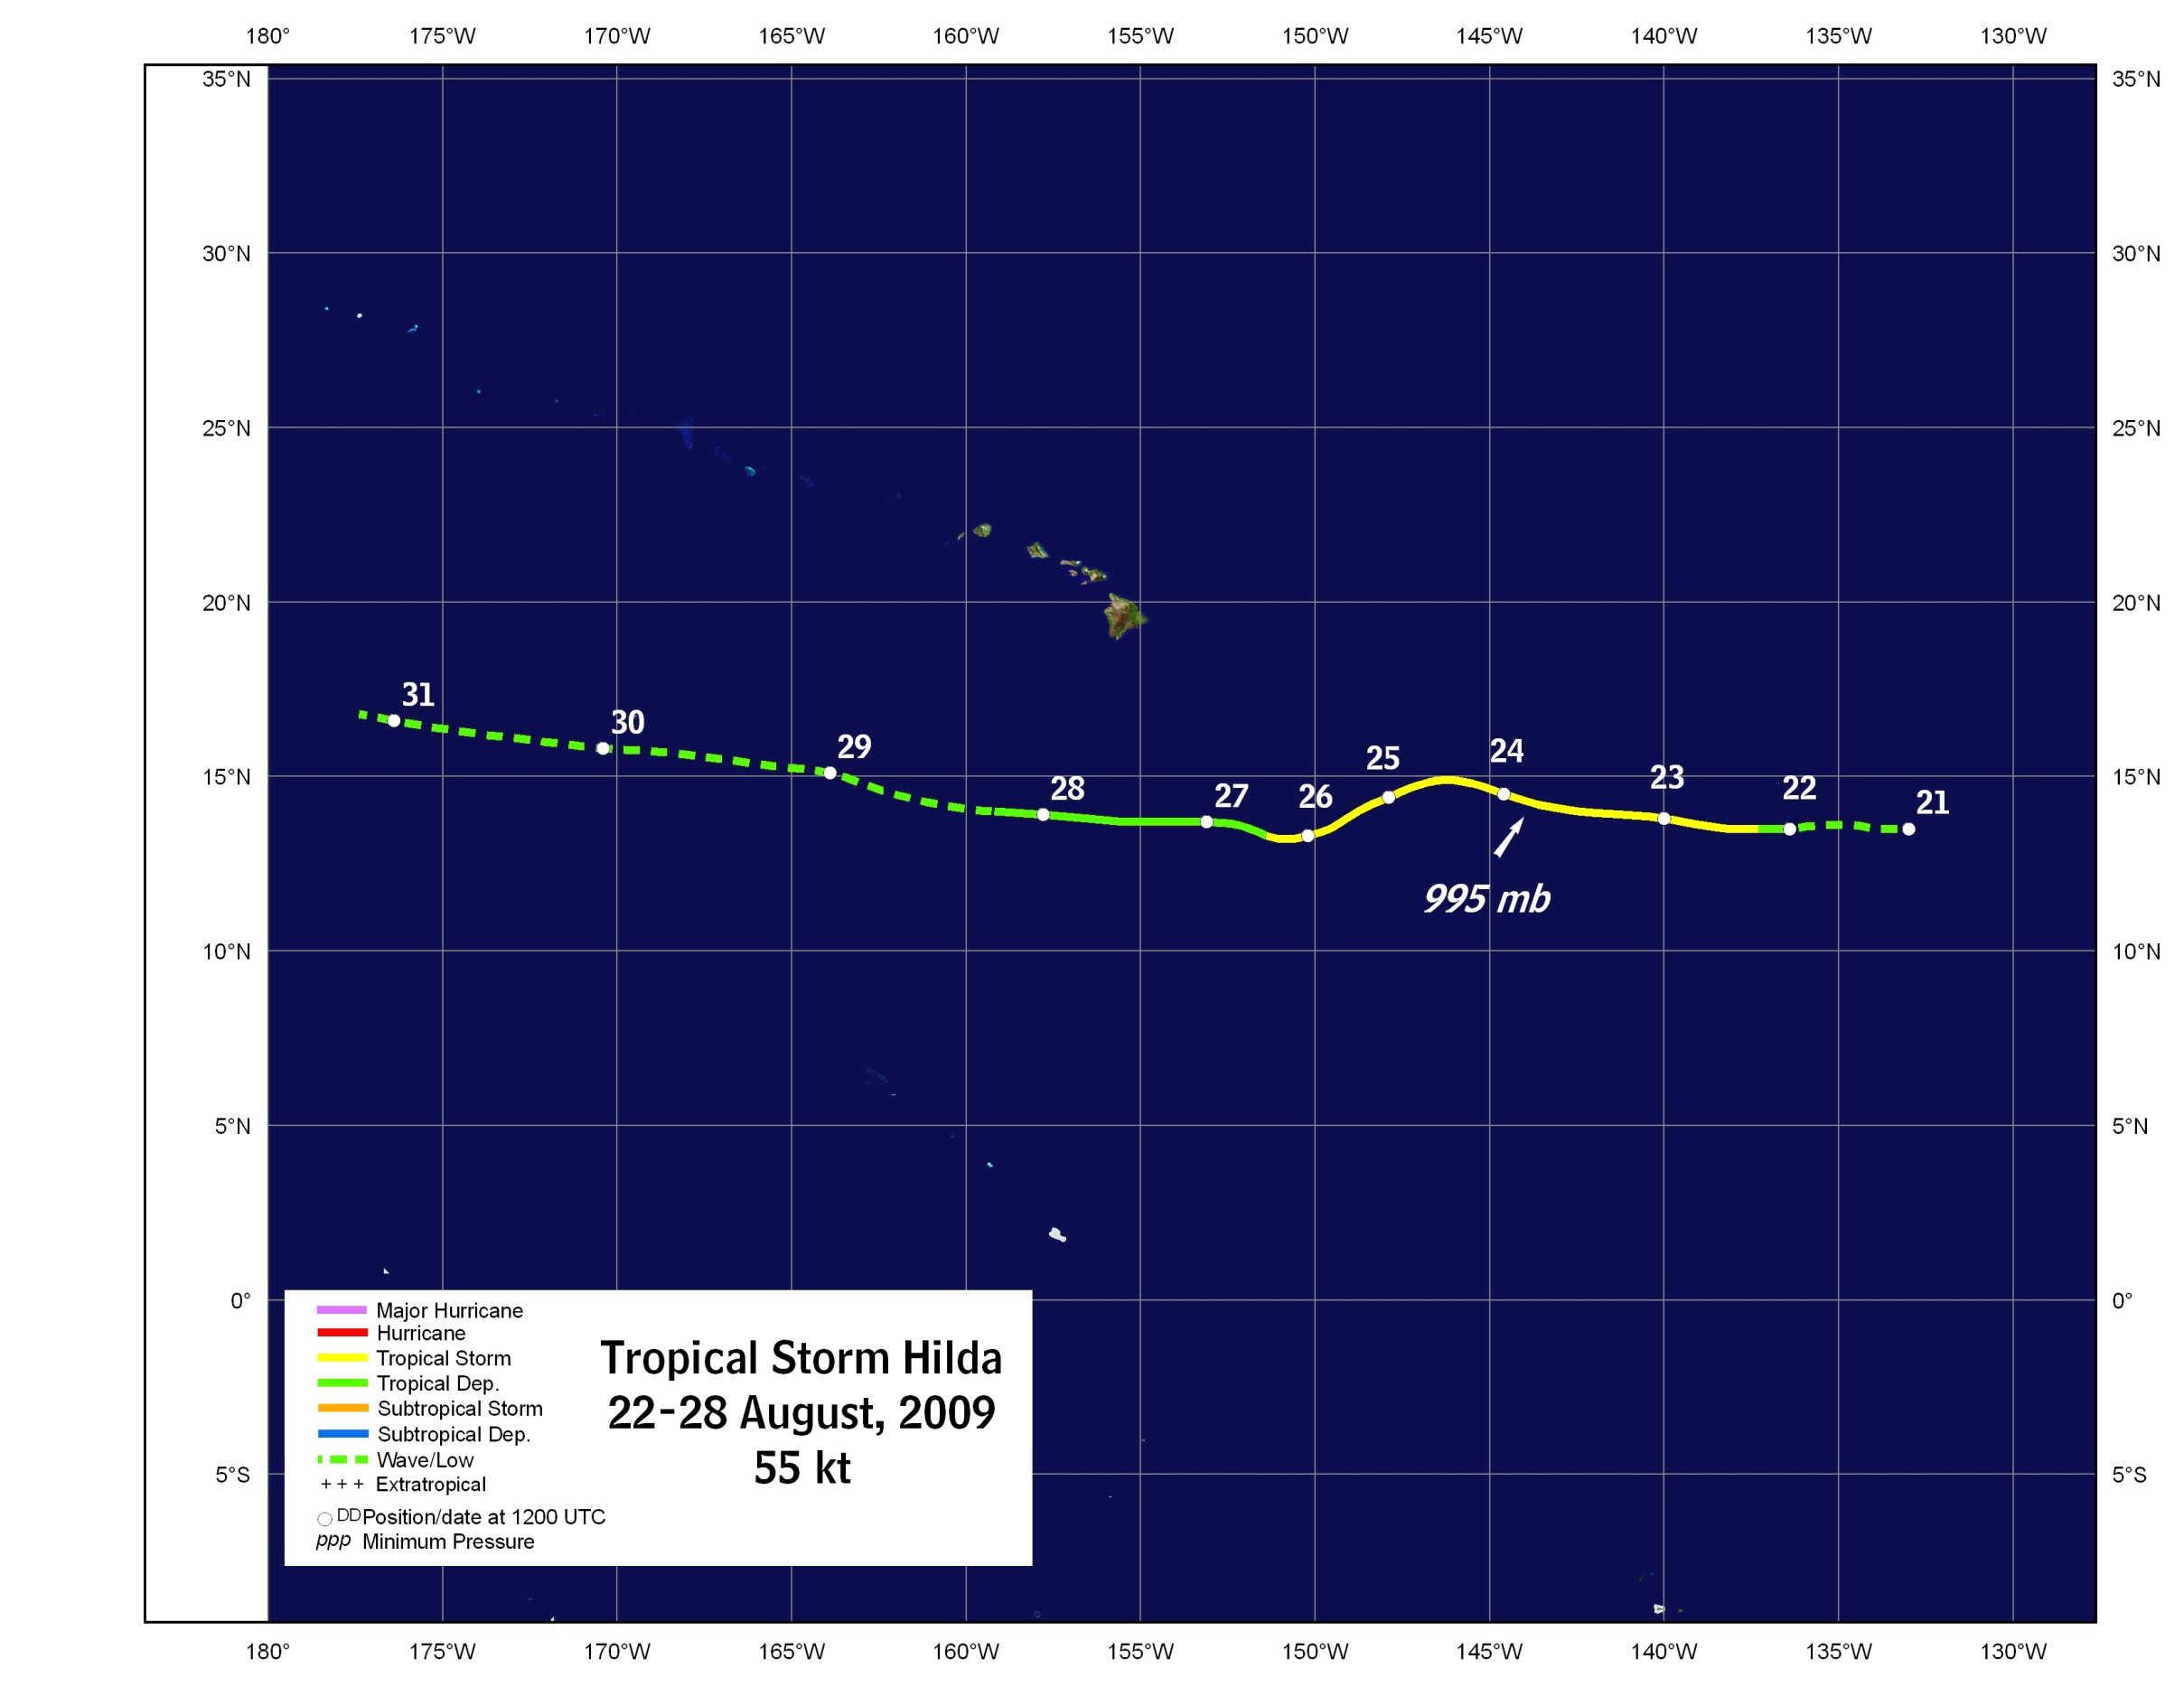 180° 175°W 170°W 165°W 160°W 155°W 150°W 145°W 140°W 135°W 130°W
35°N 35°N
30°N 30°N
25°N 25°N
20°N 20°N
31 30 29 28 27 26 25 24 23 22 21
15°N 15°N
995 mb
10°N 10°N
5°N 5°N
0° 0°
Major Hurricane
Hurricane
Tropical Storm
Tropical Dep.
Subtropical Storm
Subtropical Dep.
Wave/Low
+ + + Extratropical
DD Position/date at 1200 UTC
ppp Minimum Pressure
Tropical Storm Hilda
22-28 August, 2009
55 kt
5°S 5°S
180° 175°W 170°W 165°W 160°W 155°W 150°W 145°W 140°W 135°W 130°W